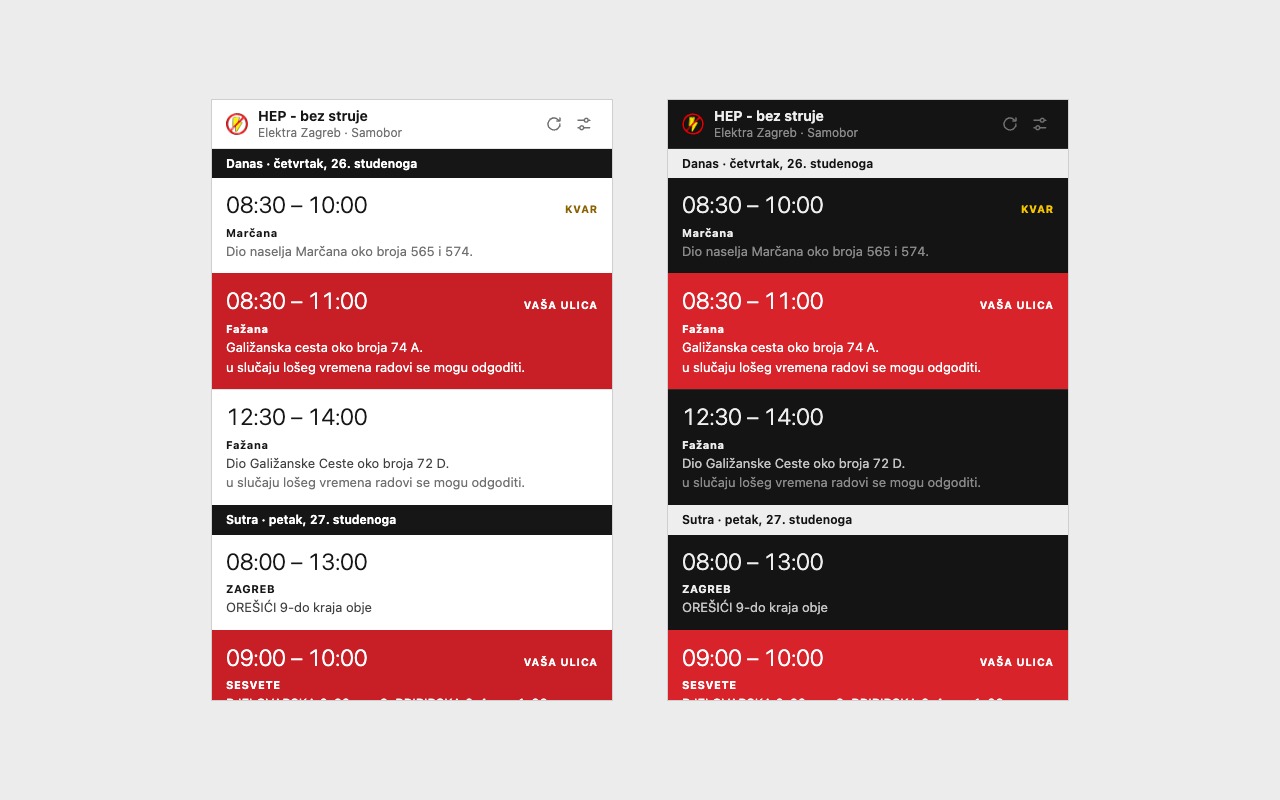 HEP - bez struje
Elektra Zagreb · Samobor
Danas · četvrtak, 26. studenoga
08:30 – 10:00
KVAR
Marčana
Dio naselja Marčana oko broja 565 i 574.
08:30 – 11:00
VAŠA ULICA
Fažana
Galižanska cesta oko broja 74 A.
u slučaju lošeg vremena radovi se mogu odgoditi.
12:30 – 14:00
Fažana
Dio Galižanske Ceste oko broja 72 D.
u slučaju lošeg vremena radovi se mogu odgoditi.
Sutra · petak, 27. studenoga
08:00 – 13:00
ZAGREB
OREŠIĆI 9-do kraja obje
09:00 – 10:00
VAŠA ULICA
SESVETE
HEP - bez struje
Elektra Zagreb · Samobor
Danas · četvrtak, 26. studenoga
08:30 – 10:00
KVAR
Marčana
Dio naselja Marčana oko broja 565 i 574.
08:30 – 11:00
VAŠA ULICA
Fažana
Galižanska cesta oko broja 74 A.
u slučaju lošeg vremena radovi se mogu odgoditi.
12:30 – 14:00
Fažana
Dio Galižanske Ceste oko broja 72 D.
u slučaju lošeg vremena radovi se mogu odgoditi.
Sutra · petak, 27. studenoga
08:00 – 13:00
ZAGREB
OREŠIĆI 9-do kraja obje
09:00 – 10:00
VAŠA ULICA
SESVETE